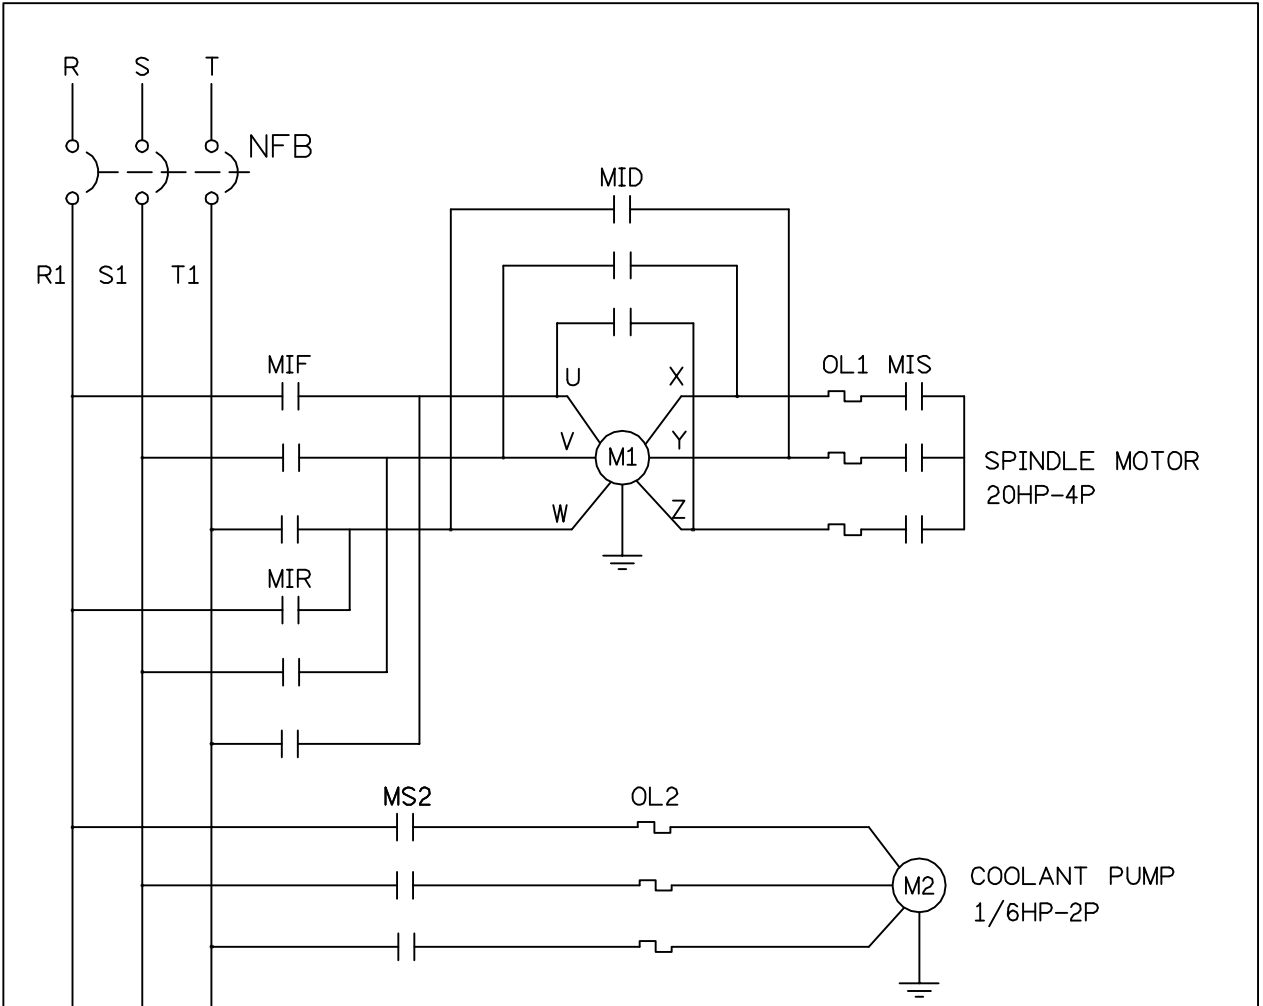 R S T
NFB
MID
R1 S1 T1
MIF
OL1 MIS
U X
V Y
M1
SPINDLE MOTOR
20HP-4P
W Z
MIR
MS2 OL2
M2
COOLANT PUMP
1/6HP-2P